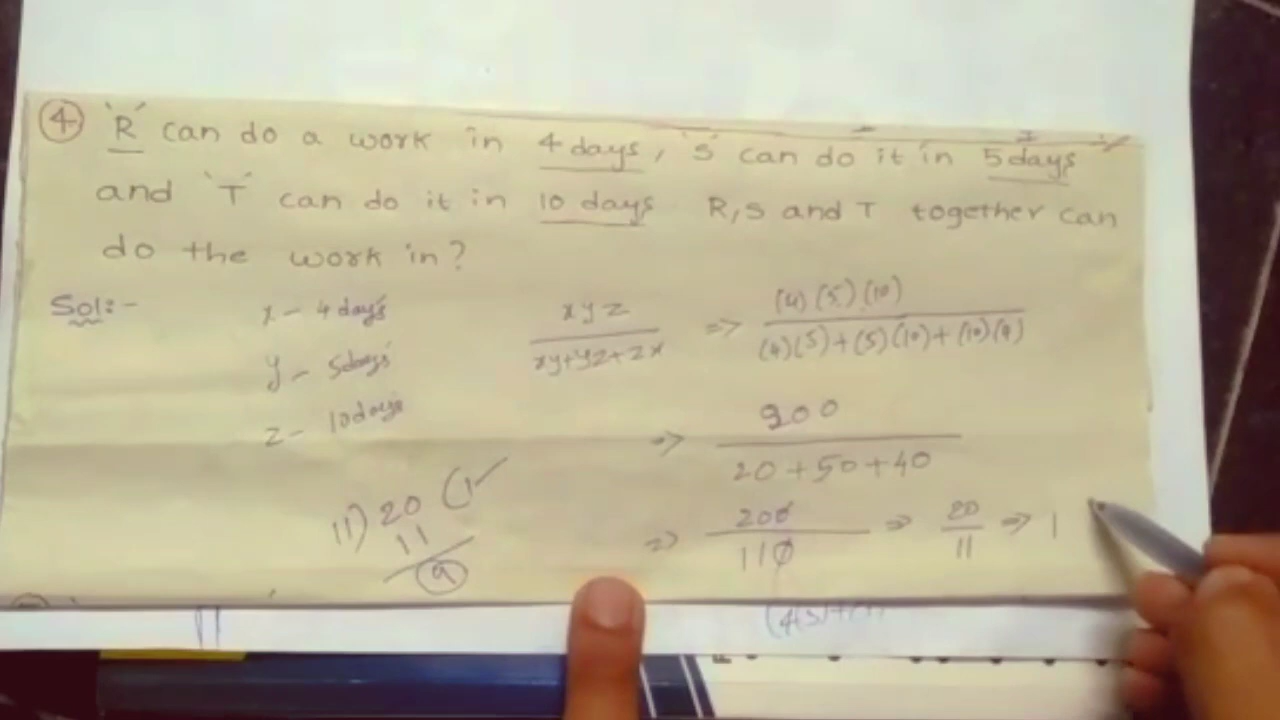 4 'R' can do a work in 4 days, 'S' can do it in 5 days
and 'T' can do it in 10 days R, S and T together can
do the work in?
Sol:-
x - 4 days
y - 5 days
z - 10 days
xyz / xy+yz+zx => (4)(5)(10) / (4)(5)+(5)(10)+(10)(4)
=> 200 / 20+50+40
=> 200 / 110 => 20 / 11 => 1
11) 20 (1
11
9